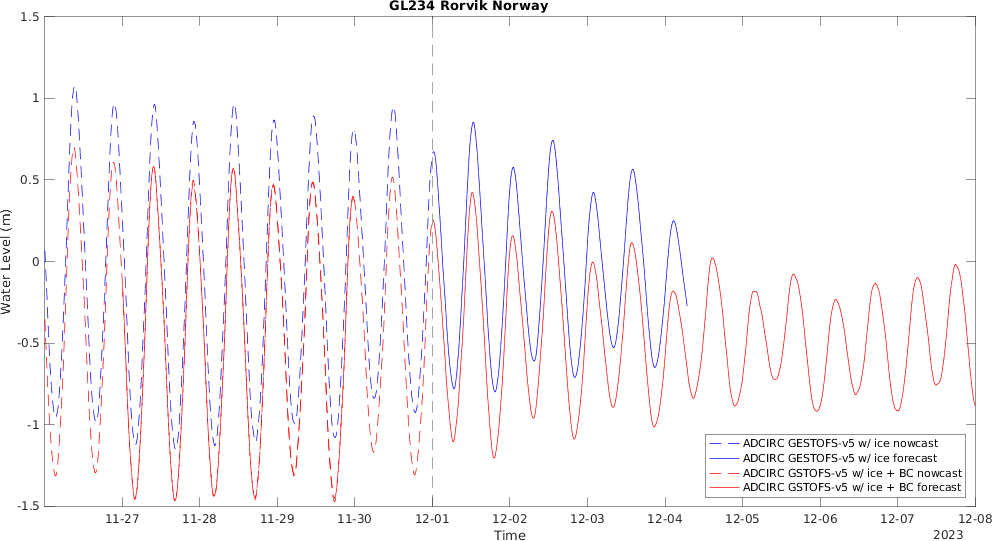 GL234 Rorvik Norway
1.5
1
0.5
0
-0.5
-1
-1.5
Water Level (m)
ADCIRC GESTOFS-v5 w/ ice nowcast
ADCIRC GESTOFS-v5 w/ ice forecast
ADCIRC GSTOFS-v5 w/ ice + BC nowcast
ADCIRC GSTOFS-v5 w/ ice + BC forecast
11-27 11-28 11-29 11-30 12-01 12-02 12-03 12-04 12-05 12-06 12-07 12-08
Time
2023